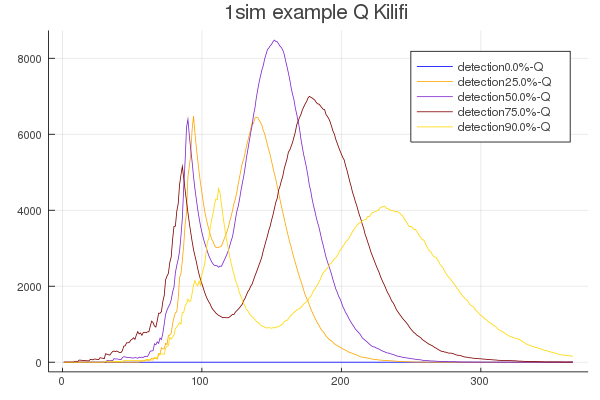 1sim example Q Kilifi
8000
6000
4000
2000
0
0
100
200
300
detection0.0%-Q
detection25.0%-Q
detection50.0%-Q
detection75.0%-Q
detection90.0%-Q